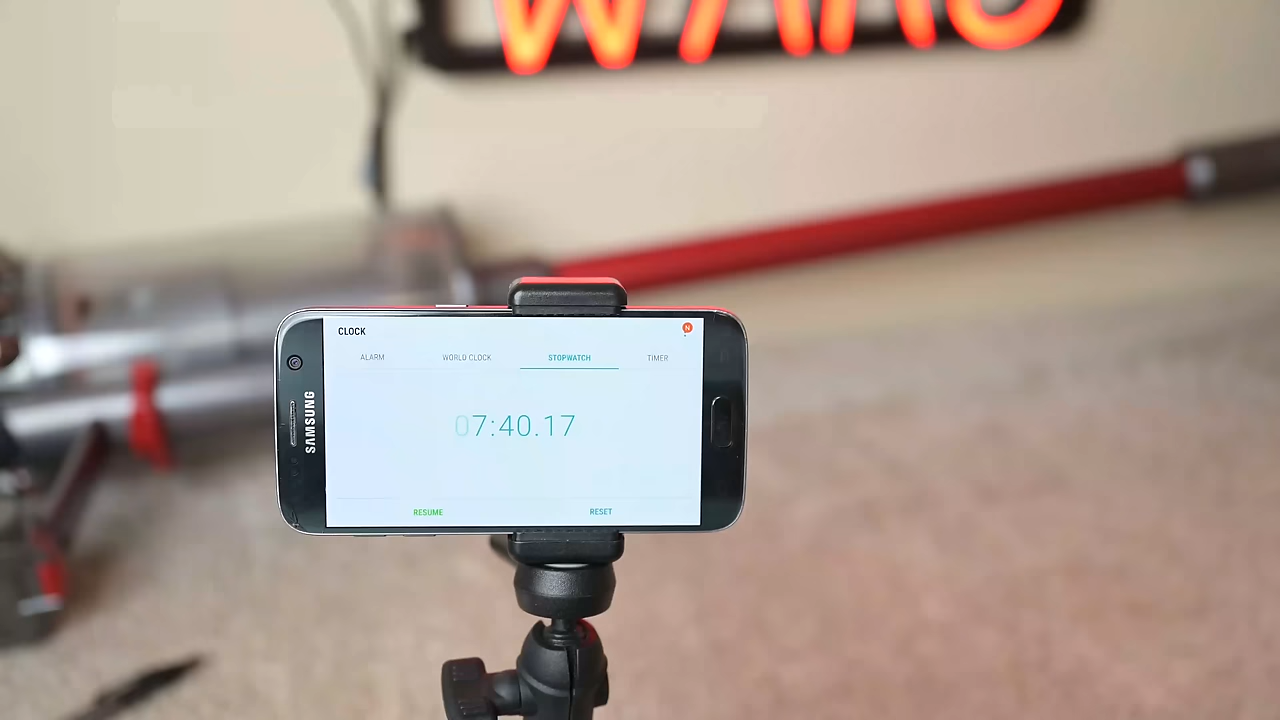 CLOCK
N
ALARM WORLD CLOCK STOPWATCH TIMER
07:40.17
RESUME RESET
SAMSUNG